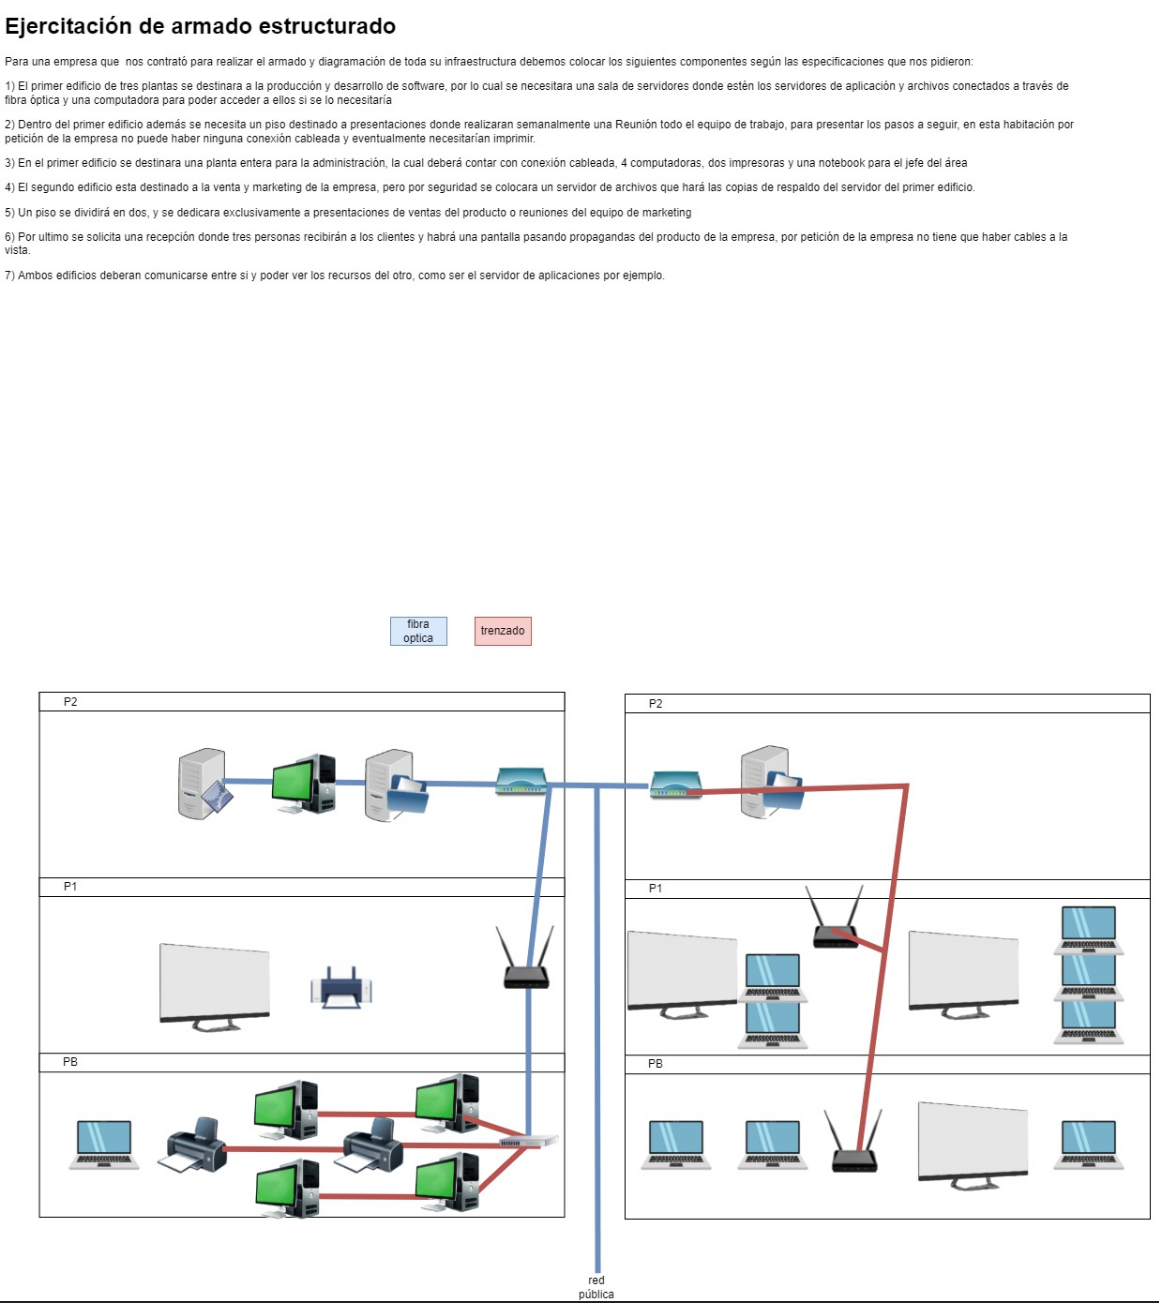 Ejercitación de armado estructurado
Para una empresa que  nos contrató para realizar el armado y diagramación de toda su infraestructura debemos colocar los siguientes componentes según las especificaciones que nos pidieron:
1) El primer edificio de tres plantas se destinara a la producción y desarrollo de software, por lo cual se necesitara una sala de servidores donde estén los servidores de aplicación y archivos conectados a través de
fibra óptica y una computadora para poder acceder a ellos si se lo necesitaría
2) Dentro del primer edificio además se necesita un piso destinado a presentaciones donde realizaran semanalmente una Reunión todo el equipo de trabajo, para presentar los pasos a seguir, en esta habitación por
petición de la empresa no puede haber ninguna conexión cableada y eventualmente necesitarían imprimir.
3) En el primer edificio se destinara una planta entera para la administración, la cual deberá contar con conexión cableada, 4 computadoras, dos impresoras y una notebook para el jefe del área
4) El segundo edificio esta destinado a la venta y marketing de la empresa, pero por seguridad se colocara un servidor de archivos que hará las copias de respaldo del servidor del primer edificio.
5) Un piso se dividirá en dos, y se dedicara exclusivamente a presentaciones de ventas del producto o reuniones del equipo de marketing
6) Por ultimo se solicita una recepción donde tres personas recibirán a los clientes y habrá una pantalla pasando propagandas del producto de la empresa, por petición de la empresa no tiene que haber cables a la
vista.
7) Ambos edificios deberan comunicarse entre si y poder ver los recursos del otro, como ser el servidor de aplicaciones por ejemplo.
fibra
optica
trenzado
P2
P2
P1
P1
PB
PB
red
pública